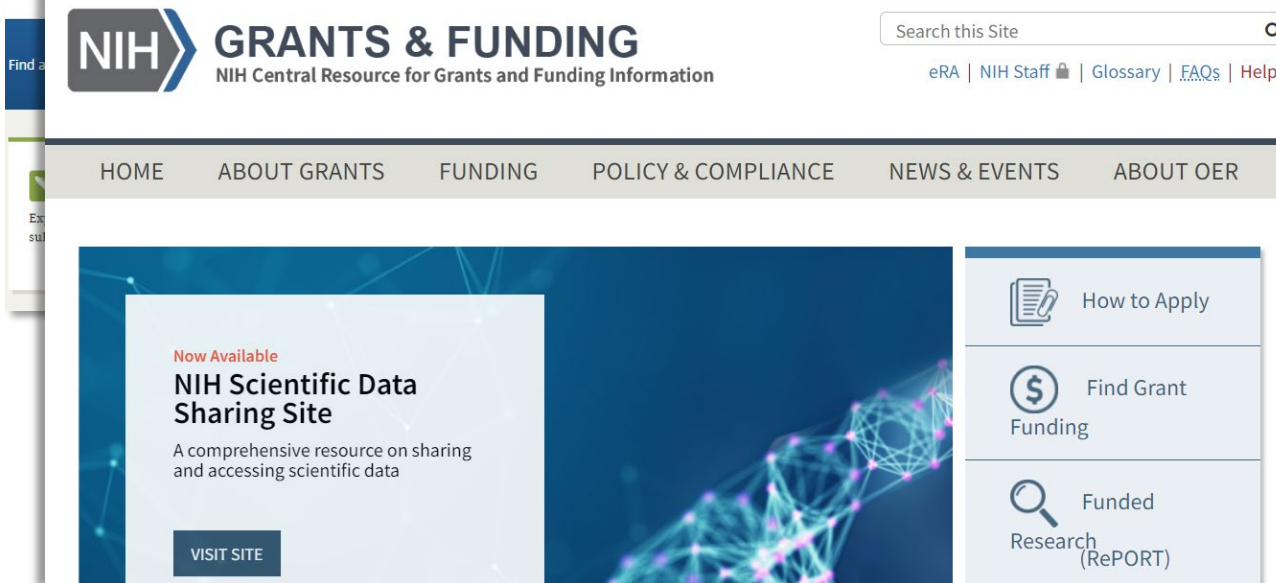 NIH
GRANTS & FUNDING
NIH Central Resource for Grants and Funding Information
Search this Site
eRA | NIH Staff | Glossary | FAQs | Help
Find a
HOME ABOUT GRANTS FUNDING POLICY & COMPLIANCE NEWS & EVENTS ABOUT OER
Now Available
NIH Scientific Data
Sharing Site
A comprehensive resource on sharing
and accessing scientific data
VISIT SITE
How to Apply
Find Grant
Funding
Funded
Research
(RePORT)